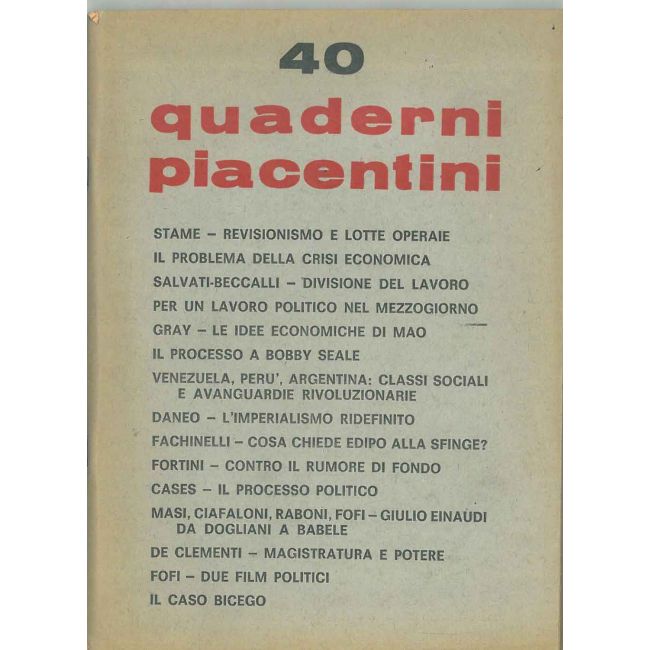 40
quaderni
piacentini
STAME – REVISIONISMO E LOTTE OPERAIE
IL PROBLEMA DELLA CRISI ECONOMICA
SALVATI-BECCALLI – DIVISIONE DEL LAVORO
PER UN LAVORO POLITICO NEL MEZZOGIORNO
GRAY – LE IDEE ECONOMICHE DI MAO
IL PROCESSO A BOBBY SEALE
VENEZUELA, PERU', ARGENTINA: CLASSI SOCIALI
E AVANGUARDIE RIVOLUZIONARIE
DANEO – L'IMPERIALISMO RIDEFINITO
FACHINELLI – COSA CHIEDE EDIPO ALLA SFINGE?
FORTINI – CONTRO IL RUMORE DI FONDO
CASES – IL PROCESSO POLITICO
MASI, CIAFALONI, RABONI, FOFI – GIULIO EINAUDI
DA DOGLIANI A BABELE
DE CLEMENTI – MAGISTRATURA E POTERE
FOFI – DUE FILM POLITICI
IL CASO BICEGO